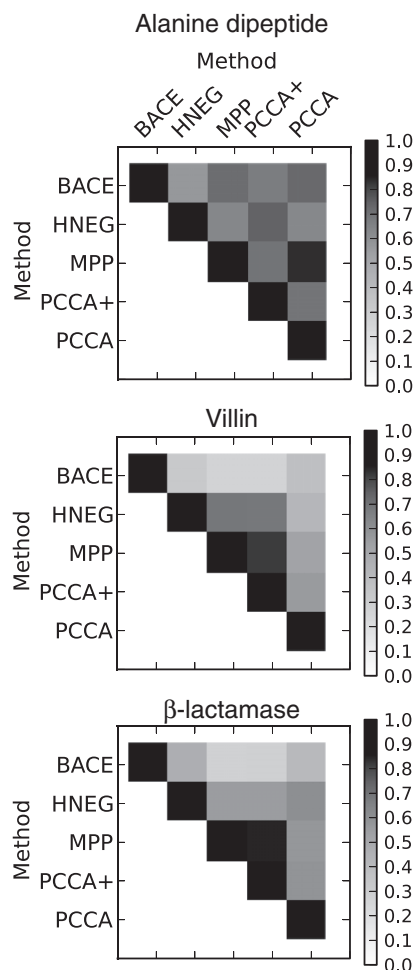 Alanine dipeptide
Method
BACE HNEG MPP PCCA+ PCCA
Method
BACE
HNEG
MPP
PCCA+
PCCA
1.0
0.9
0.8
0.7
0.6
0.5
0.4
0.3
0.2
0.1
0.0
Villin
Method
BACE
HNEG
MPP
PCCA+
PCCA
1.0
0.9
0.8
0.7
0.6
0.5
0.4
0.3
0.2
0.1
0.0
β-lactamase
Method
BACE
HNEG
MPP
PCCA+
PCCA
1.0
0.9
0.8
0.7
0.6
0.5
0.4
0.3
0.2
0.1
0.0